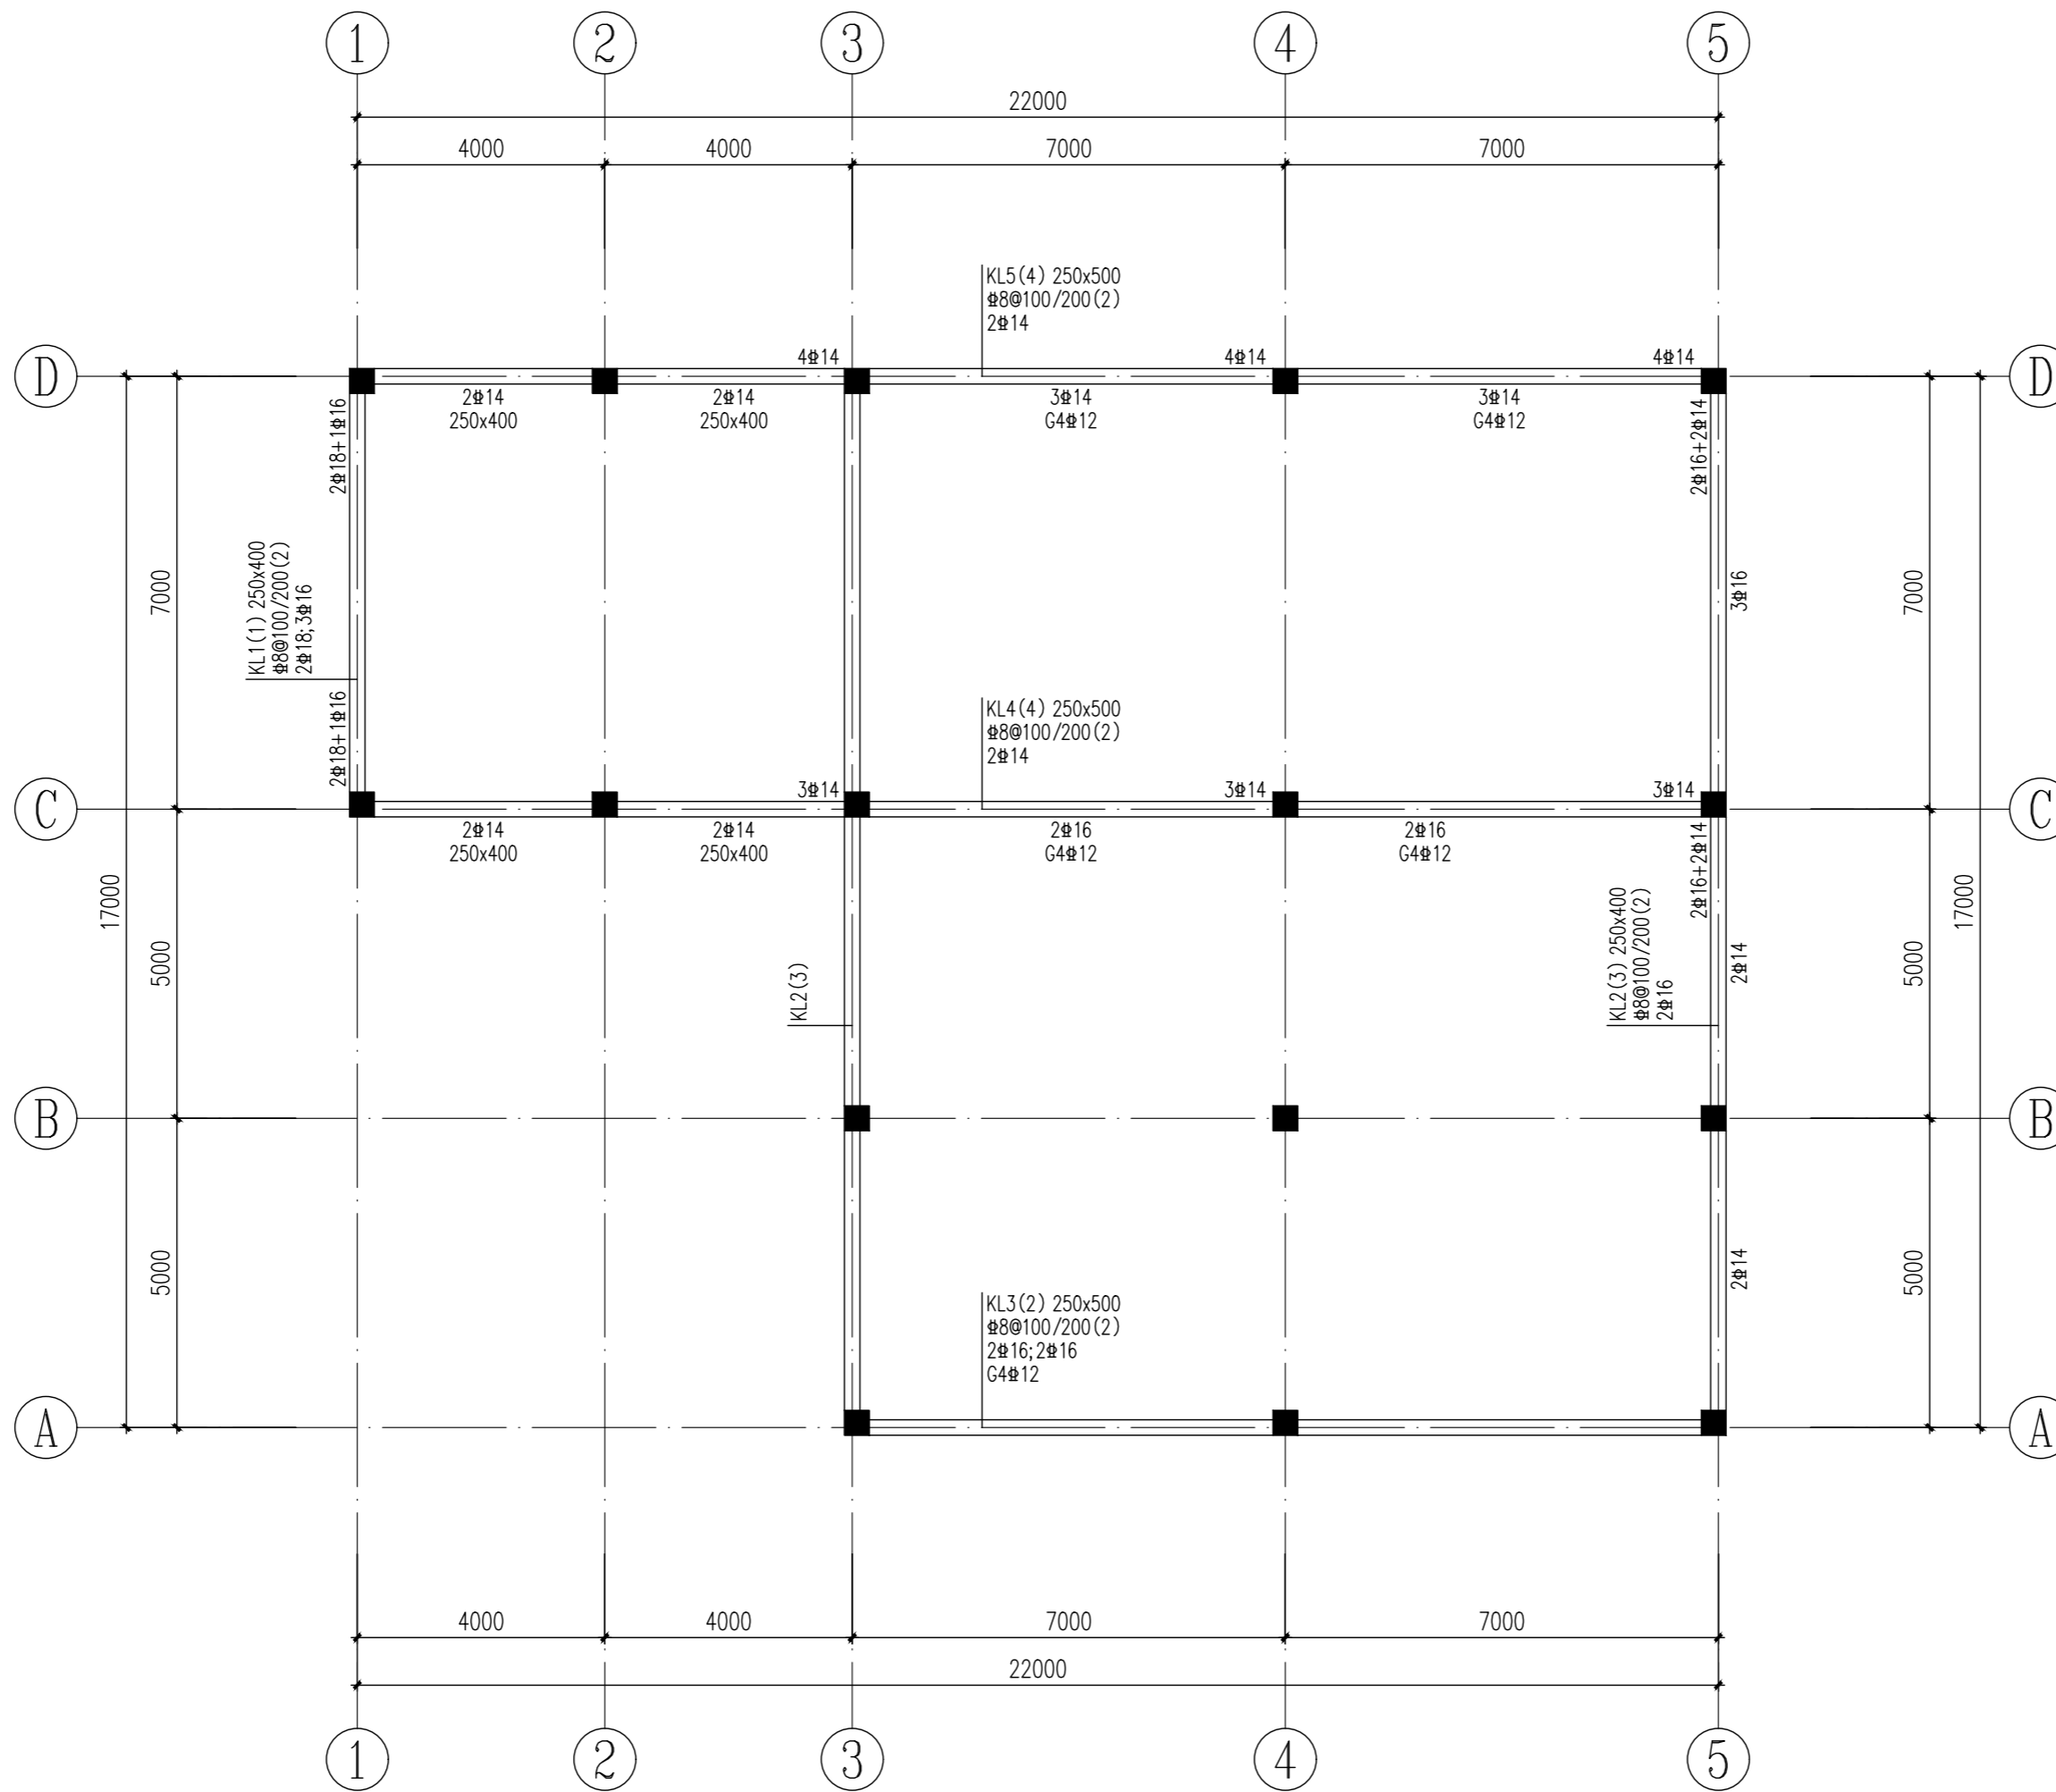 1
2
3
4
5
22000
4000
4000
7000
7000
KL5(4) 250x500
⌽8@100/200(2)
2⌽14
4⌽14
4⌽14
4⌽14
D
D
2⌽14
250x400
2⌽14
250x400
3⌽14
G4⌽12
3⌽14
G4⌽12
2⌽18+1⌽16
2⌽16+2⌽14
KL1(1) 250x400
⌽8@100/200(2)
2⌽18;3⌽16
7000
7000
3⌽16
2⌽18+1⌽16
KL4(4) 250x500
⌽8@100/200(2)
2⌽14
3⌽14
3⌽14
3⌽14
C
C
2⌽14
250x400
2⌽14
250x400
2⌽16
G4⌽12
2⌽16
G4⌽12
2⌽16+2⌽14
17000
17000
5000
5000
KL2(3)
KL2(3) 250x400
⌽8@100/200(2)
2⌽16
2⌽14
B
B
5000
5000
2⌽14
KL3(2) 250x500
⌽8@100/200(2)
2⌽16;2⌽16
G4⌽12
A
A
4000
4000
7000
7000
22000
1
2
3
4
5